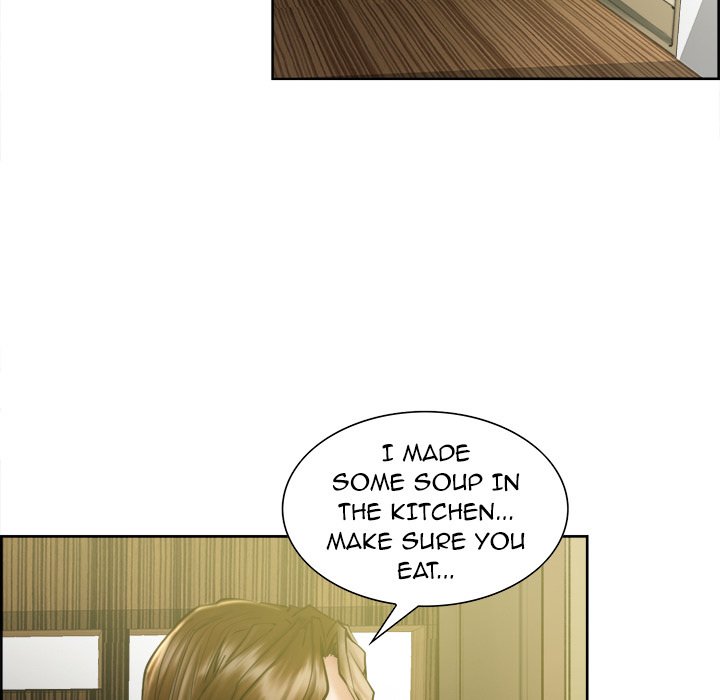 I MADE
SOME SOUP IN
THE KITCHEN...
MAKE SURE YOU
EAT...